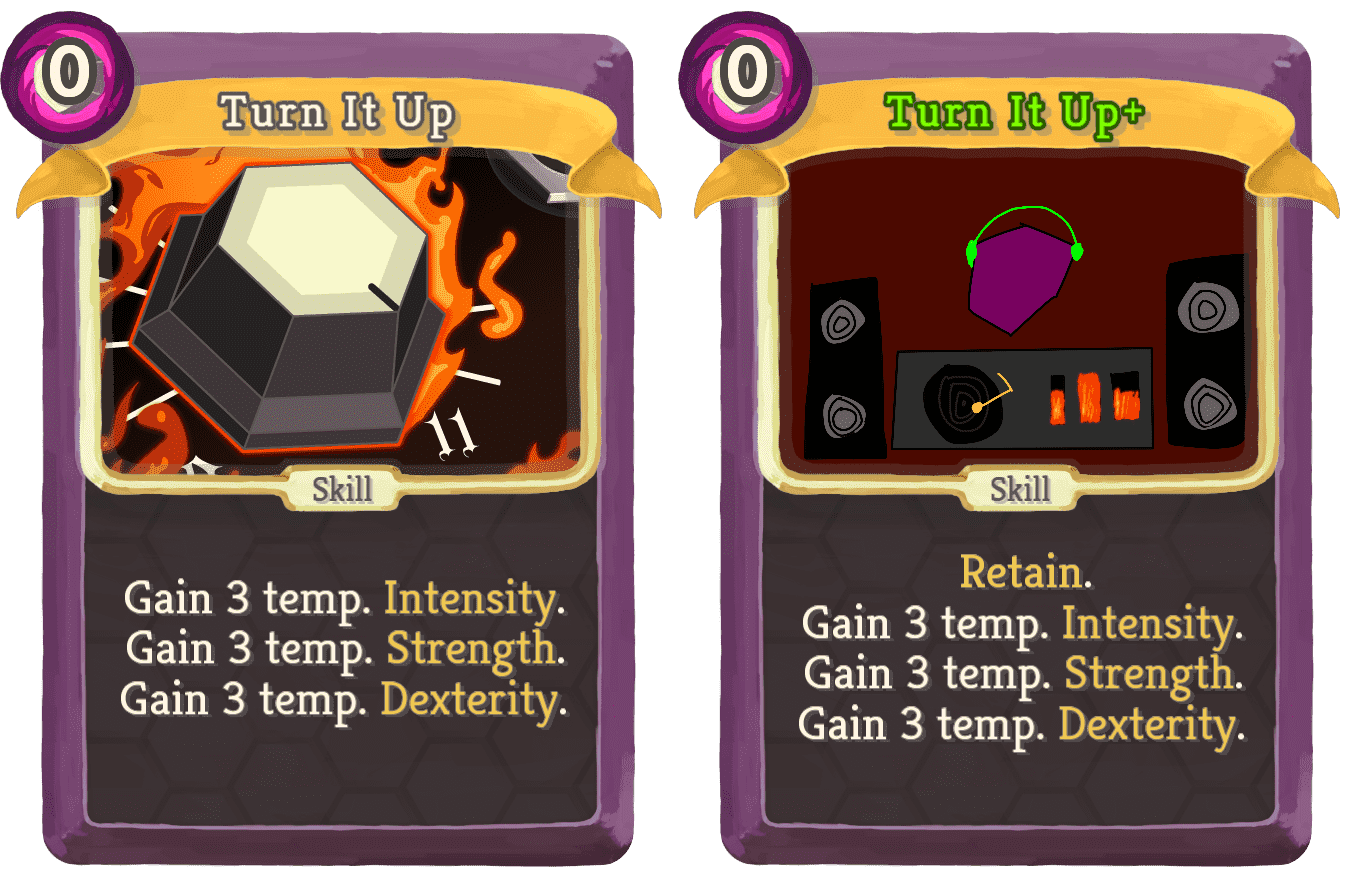 0
Turn It Up
11
Skill
Gain 3 temp. Intensity.
Gain 3 temp. Strength.
Gain 3 temp. Dexterity.
0
Turn It Up+
Skill
Retain.
Gain 3 temp. Intensity.
Gain 3 temp. Strength.
Gain 3 temp. Dexterity.